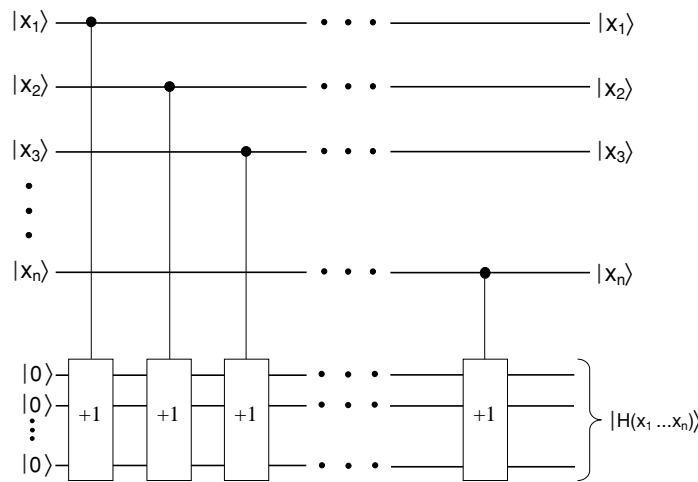 |x₁⟩ |x₁⟩
|x₂⟩ |x₂⟩
|x₃⟩ |x₃⟩
|xₙ⟩ |xₙ⟩
|0⟩
|0⟩
+1 +1 +1 +1 |H(x₁ ...xₙ)⟩
|0⟩